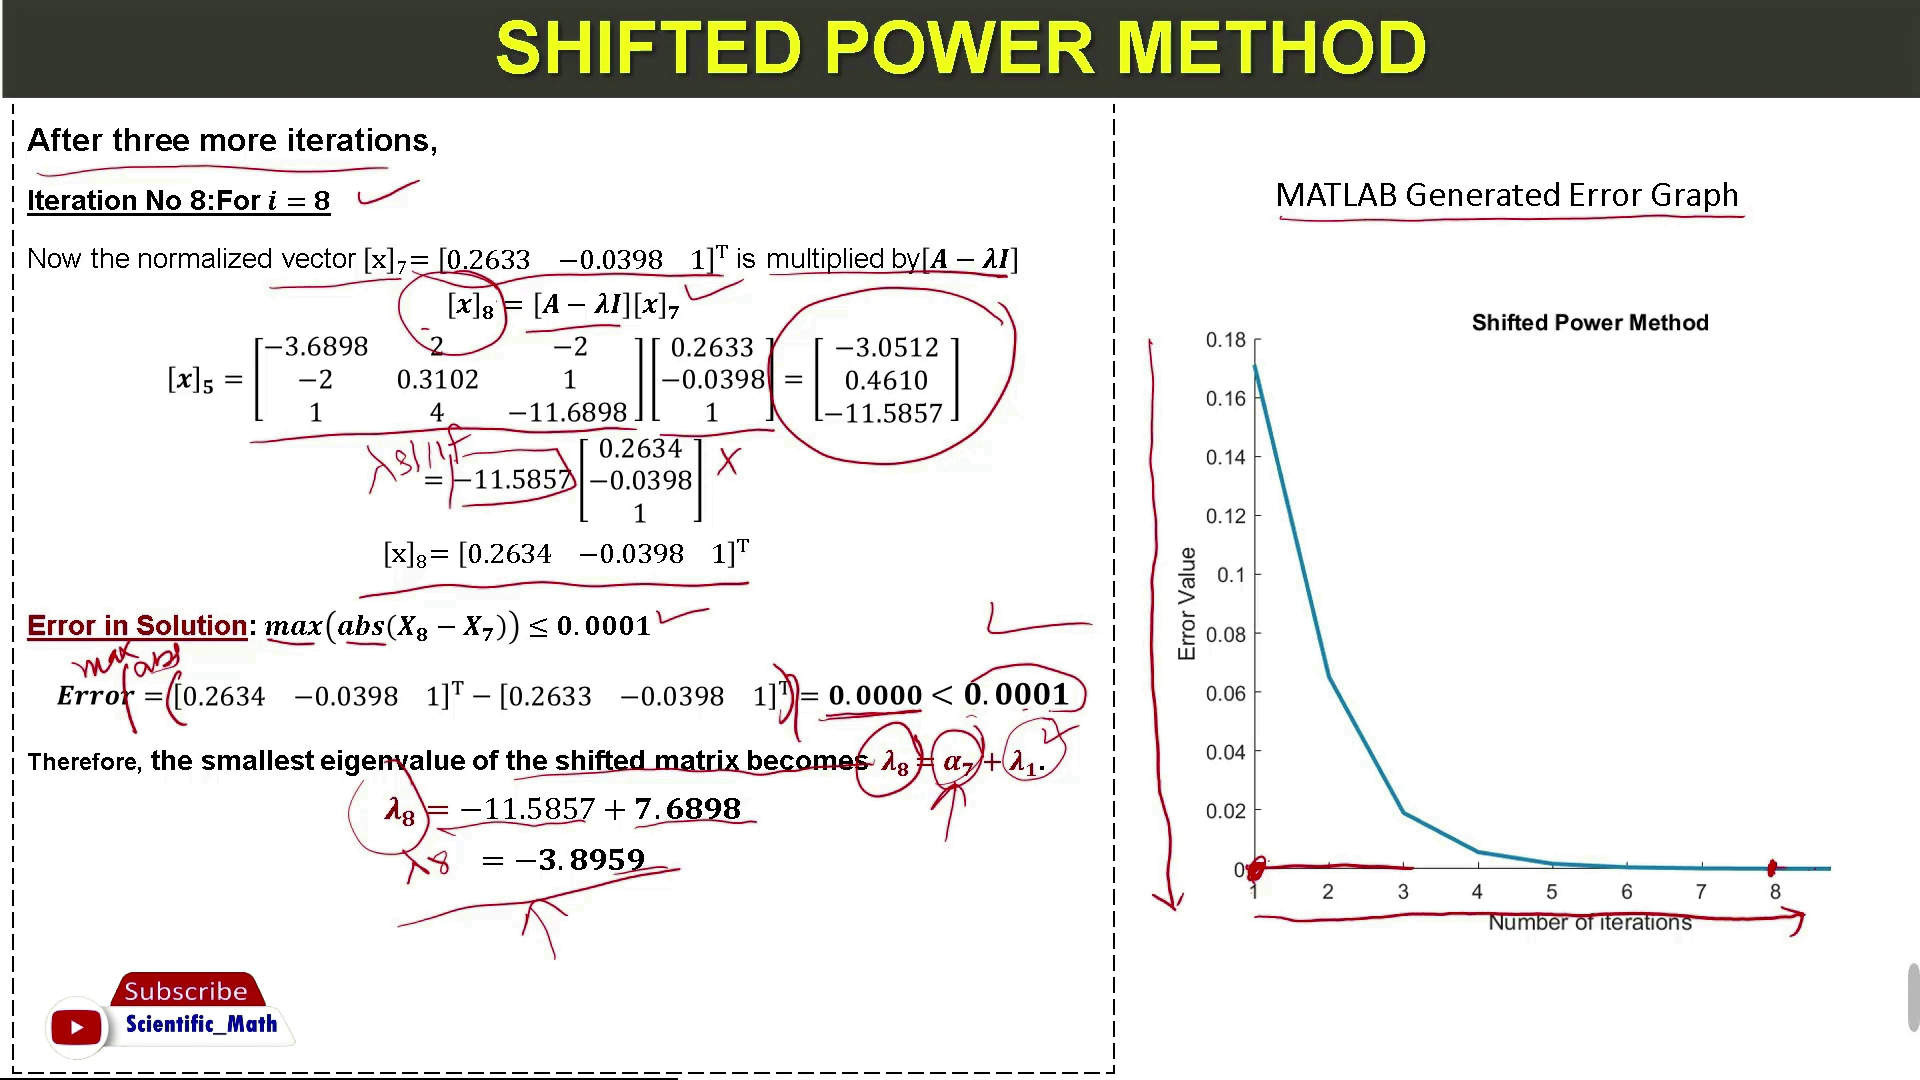 SHIFTED POWER METHOD
After three more iterations,
Iteration No 8:For i = 8
Now the normalized vector [x]₇= [0.2633 −0.0398 1]ᵀ is multiplied by[A − λI]
[x]₈ = [A − λI][x]₇
[x]₅ = [−3.6898 2 −2; −2 0.3102 1; 1 4 −11.6898] [0.2633; −0.0398; 1] = [−3.0512; 0.4610; −11.5857]
λ8
= −11.5857 [0.2634; −0.0398; 1] X
[x]₈= [0.2634 −0.0398 1]ᵀ
Error in Solution: max(abs(X₈ − X₇)) ≤ 0.0001
max abs
Error = [0.2634 −0.0398 1]ᵀ − [0.2633 −0.0398 1]ᵀ = 0.0000 < 0.0001
Therefore, the smallest eigenvalue of the shifted matrix becomes λ₈ = α₇ + λ₁.
λ₈ = −11.5857 + 7.6898
λ8 = −3.8959
Subscribe
Scientific_Math
MATLAB Generated Error Graph
Shifted Power Method
0.18
0.16
0.14
0.12
0.1
0.08
0.06
0.04
0.02
0
Error Value
1 2 3 4 5 6 7 8
Number of iterations